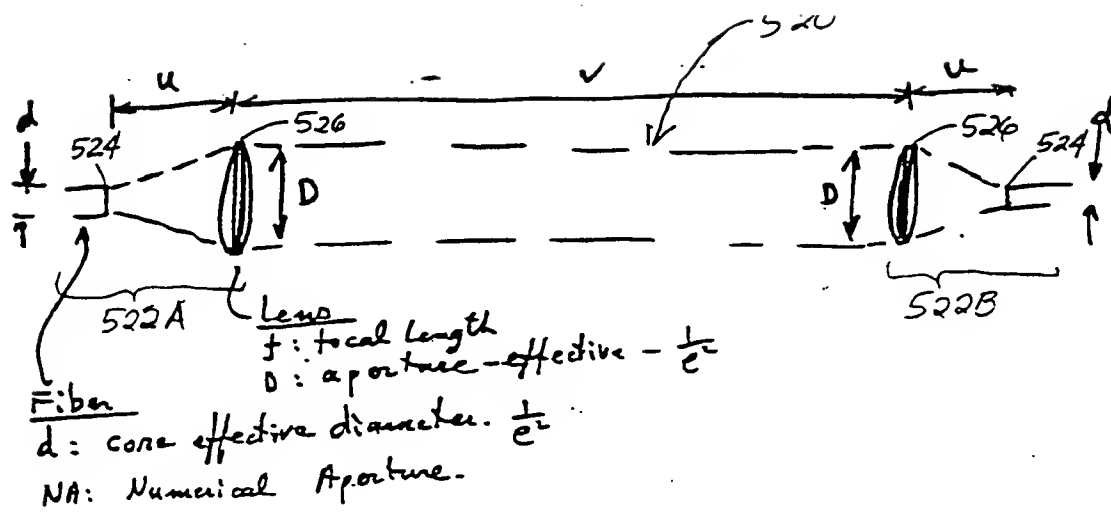 520
u v u
d 526 526 d
524 D D 524
522A 522B
Lens
f: focal length
D: aperture-effective - 1/e²
Fiber
d: core effective diameter. 1/e²
NA: Numerical Aperture.